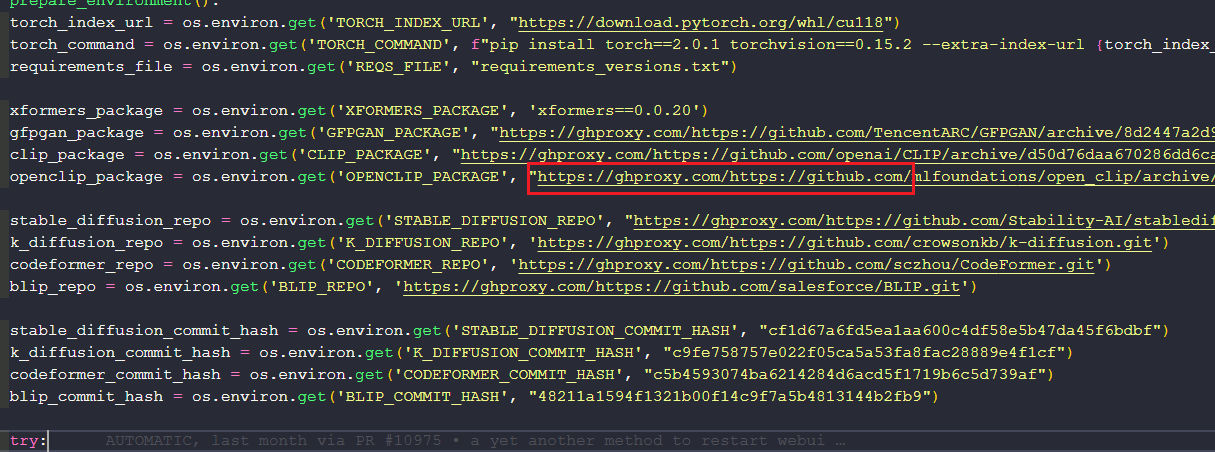 prepare_environment():
torch_index_url = os.environ.get('TORCH_INDEX_URL', "https://download.pytorch.org/whl/cu118")
torch_command = os.environ.get('TORCH_COMMAND', f"pip install torch==2.0.1 torchvision==0.15.2 --extra-index-url {torch_index_
requirements_file = os.environ.get('REQS_FILE', "requirements_versions.txt")
xformers_package = os.environ.get('XFORMERS_PACKAGE', 'xformers==0.0.20')
gfpgan_package = os.environ.get('GFPGAN_PACKAGE', "https://ghproxy.com/https://github.com/TencentARC/GFPGAN/archive/8d2447a2d9
clip_package = os.environ.get('CLIP_PACKAGE', "https://ghproxy.com/https://github.com/openai/CLIP/archive/d50d76daa670286dd6ca
openclip_package = os.environ.get('OPENCLIP_PACKAGE', "https://ghproxy.com/https://github.com/mlfoundations/open_clip/archive/
stable_diffusion_repo = os.environ.get('STABLE_DIFFUSION_REPO', "https://ghproxy.com/https://github.com/Stability-AI/stabledif
k_diffusion_repo = os.environ.get('K_DIFFUSION_REPO', 'https://ghproxy.com/https://github.com/crowsonkb/k-diffusion.git')
codeformer_repo = os.environ.get('CODEFORMER_REPO', 'https://ghproxy.com/https://github.com/sczhou/CodeFormer.git')
blip_repo = os.environ.get('BLIP_REPO', 'https://ghproxy.com/https://github.com/salesforce/BLIP.git')
stable_diffusion_commit_hash = os.environ.get('STABLE_DIFFUSION_COMMIT_HASH', "cf1d67a6fd5ea1aa600c4df58e5b47da45f6bdbf")
k_diffusion_commit_hash = os.environ.get('K_DIFFUSION_COMMIT_HASH', "c9fe758757e022f05ca5a53fa8fac28889e4f1cf")
codeformer_commit_hash = os.environ.get('CODEFORMER_COMMIT_HASH', "c5b4593074ba6214284d6acd5f1719b6c5d739af")
blip_commit_hash = os.environ.get('BLIP_COMMIT_HASH', "48211a1594f1321b00f14c9f7a5b4813144b2fb9")
try: AUTOMATIC, last month via PR #10975 • a yet another method to restart webui …